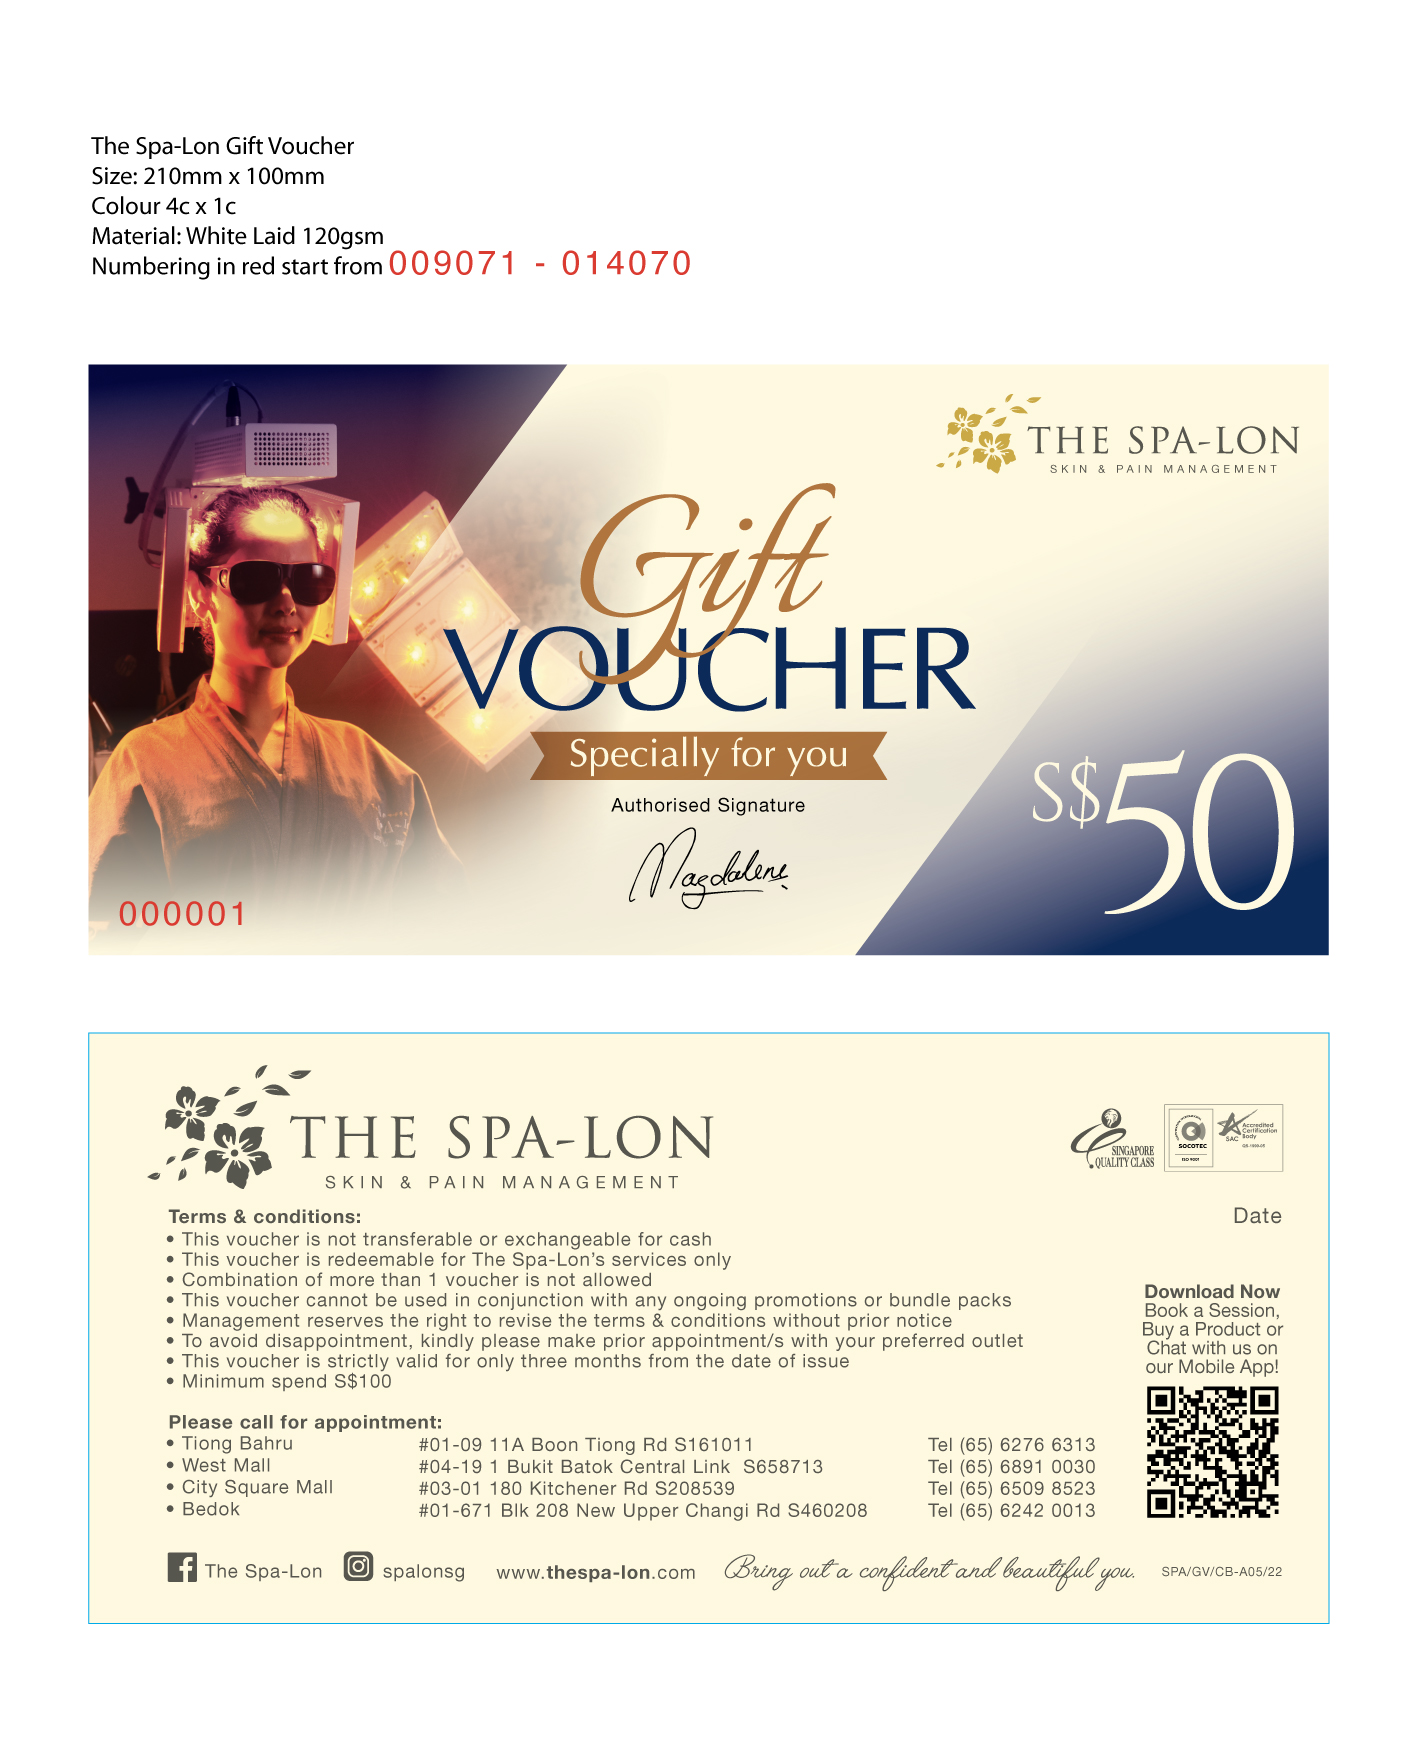 The Spa-Lon Gift Voucher
Size: 210mm x 100mm
Colour 4c x 1c
Material: White Laid 120gsm
Numbering in red start from 009071 - 014070
THE SPA-LON
SKIN & PAIN MANAGEMENT
Gift
VOUCHER
Specially for you
Authorised Signature
Magdalene
S$50
000001
THE SPA-LON
SKIN & PAIN MANAGEMENT
SINGAPORE
QUALITY CLASS
SOCOTEC
ISO 9001
SAC
Accredited
Certification
Body
Terms & conditions:
• This voucher is not transferable or exchangeable for cash
• This voucher is redeemable for The Spa-Lon’s services only
• Combination of more than 1 voucher is not allowed
• This voucher cannot be used in conjunction with any ongoing promotions or bundle packs
• Management reserves the right to revise the terms & conditions without prior notice
• To avoid disappointment, kindly please make prior appointment/s with your preferred outlet
• This voucher is strictly valid for only three months from the date of issue
• Minimum spend S$100
Date
Download Now
Book a Session,
Buy a Product or
Chat with us on
our Mobile App!
Please call for appointment:
• Tiong Bahru #01-09 11A Boon Tiong Rd S161011 Tel (65) 6276 6313
• West Mall #04-19 1 Bukit Batok Central Link S658713 Tel (65) 6891 0030
• City Square Mall #03-01 180 Kitchener Rd S208539 Tel (65) 6509 8523
• Bedok #01-671 Blk 208 New Upper Changi Rd S460208 Tel (65) 6242 0013
The Spa-Lon spalonsg www.thespa-lon.com Bring out a confident and beautiful you. SPA/GV/CB-A05/22